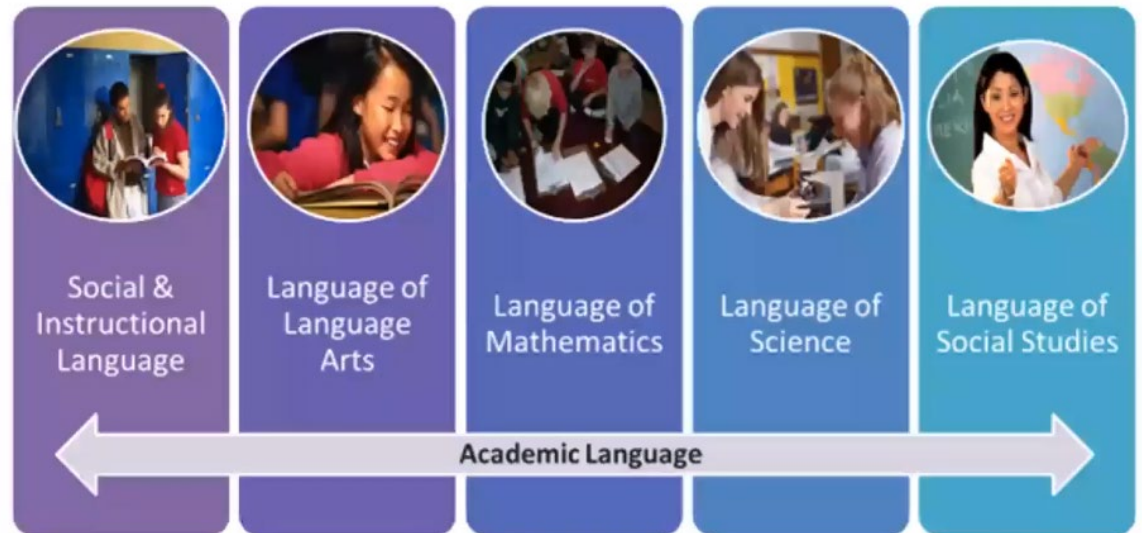 Social &
Instructional
Language
Language of
Language
Arts
Language of
Mathematics
Language of
Science
Language of
Social Studies
Academic Language